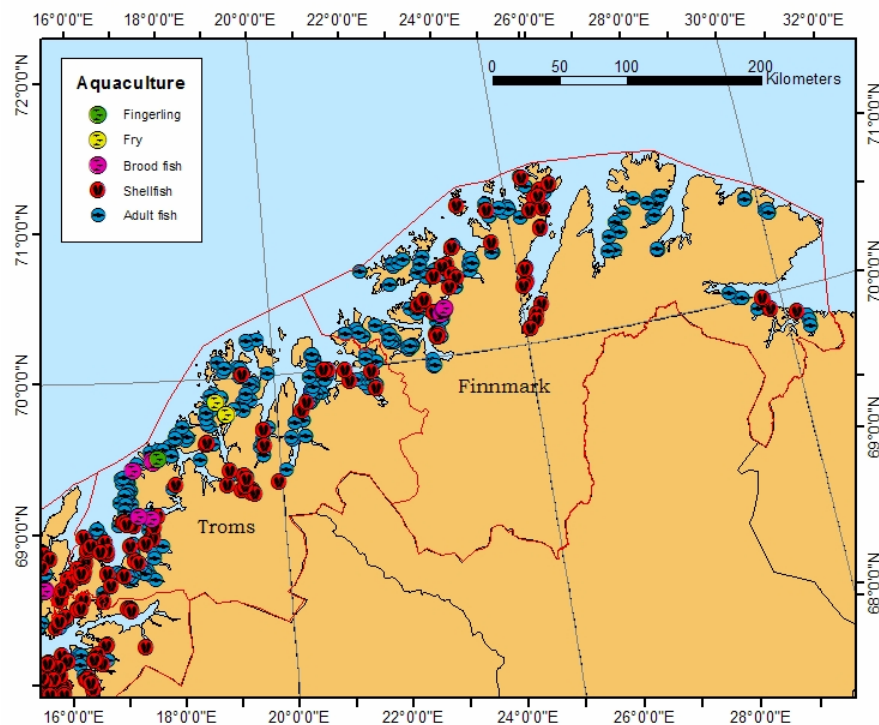 16°0'0"E 18°0'0"E 20°0'0"E 22°0'0"E 24°0'0"E 26°0'0"E 28°0'0"E 30°0'0"E 32°0'0"E
0 50 100 200
Kilometers
Aquaculture
Fingerling
Fry
Brood fish
Shellfish
Adult fish
72°0'0"N
71°0'0"N
70°0'0"N
69°0'0"N
71°0'0"N
70°0'0"N
69°0'0"N
68°0'0"N
Finnmark
Troms
16°0'0"E 18°0'0"E 20°0'0"E 22°0'0"E 24°0'0"E 26°0'0"E 28°0'0"E